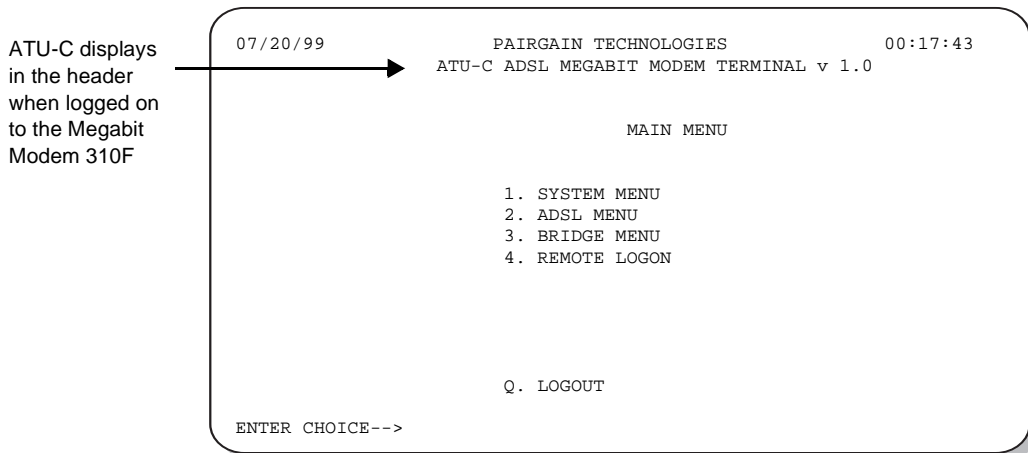 ATU-C displays
in the header
when logged on
to the Megabit
Modem 310F
07/20/99 PAIRGAIN TECHNOLOGIES 00:17:43
ATU-C ADSL MEGABIT MODEM TERMINAL v 1.0
MAIN MENU
1. SYSTEM MENU
2. ADSL MENU
3. BRIDGE MENU
4. REMOTE LOGON
Q. LOGOUT
ENTER CHOICE-->